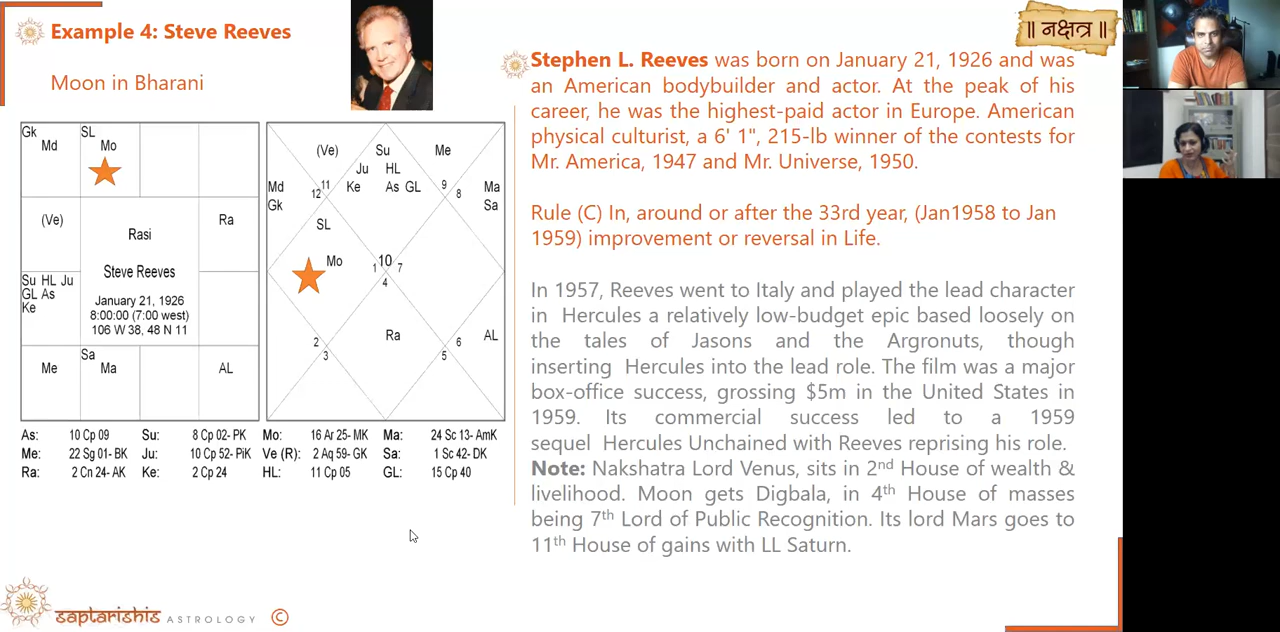 Example 4: Steve Reeves
॥ नक्षत्र ॥
Moon in Bharani
Stephen L. Reeves was born on January 21, 1926 and was
an American bodybuilder and actor. At the peak of his
career, he was the highest-paid actor in Europe. American
physical culturist, a 6' 1", 215-lb winner of the contests for
Mr. America, 1947 and Mr. Universe, 1950.
Rule (C) In, around or after the 33rd year, (Jan1958 to Jan
1959) improvement or reversal in Life.
In 1957, Reeves went to Italy and played the lead character
in Hercules a relatively low-budget epic based loosely on
the tales of Jasons and the Argronuts, though
inserting Hercules into the lead role. The film was a major
box-office success, grossing $5m in the United States in
1959. Its commercial success led to a 1959
sequel Hercules Unchained with Reeves reprising his role.
Note: Nakshatra Lord Venus, sits in 2nd House of wealth &
livelihood. Moon gets Digbala, in 4th House of masses
being 7th Lord of Public Recognition. Its lord Mars goes to
11th House of gains with LL Saturn.
Gk
Md
SL
Mo
(Ve)
Ra
Rasi
Steve Reeves
January 21, 1926
8:00:00 (7:00 west)
106 W 38, 48 N 11
Su HL Ju
GL As
Ke
Me
Sa
Ma
AL
(Ve)
Su
Me
Ju
HL
Md
12
11
Ke
As GL
9
8
Ma
Gk
Sa
SL
Mo
1
10
7
4
2
3
Ra
5
6
AL
As: 10 Cp 09 Su: 8 Cp 02- PK Mo: 16 Ar 25- MK Ma: 24 Sc 13- AmK
Me: 22 Sg 01- BK Ju: 10 Cp 52- PiK Ve (R): 2 Aq 59- GK Sa: 1 Sc 42- DK
Ra: 2 Cn 24- AK Ke: 2 Cp 24 HL: 11 Cp 05 GL: 15 Cp 40
saptarishis ASTROLOGY ©